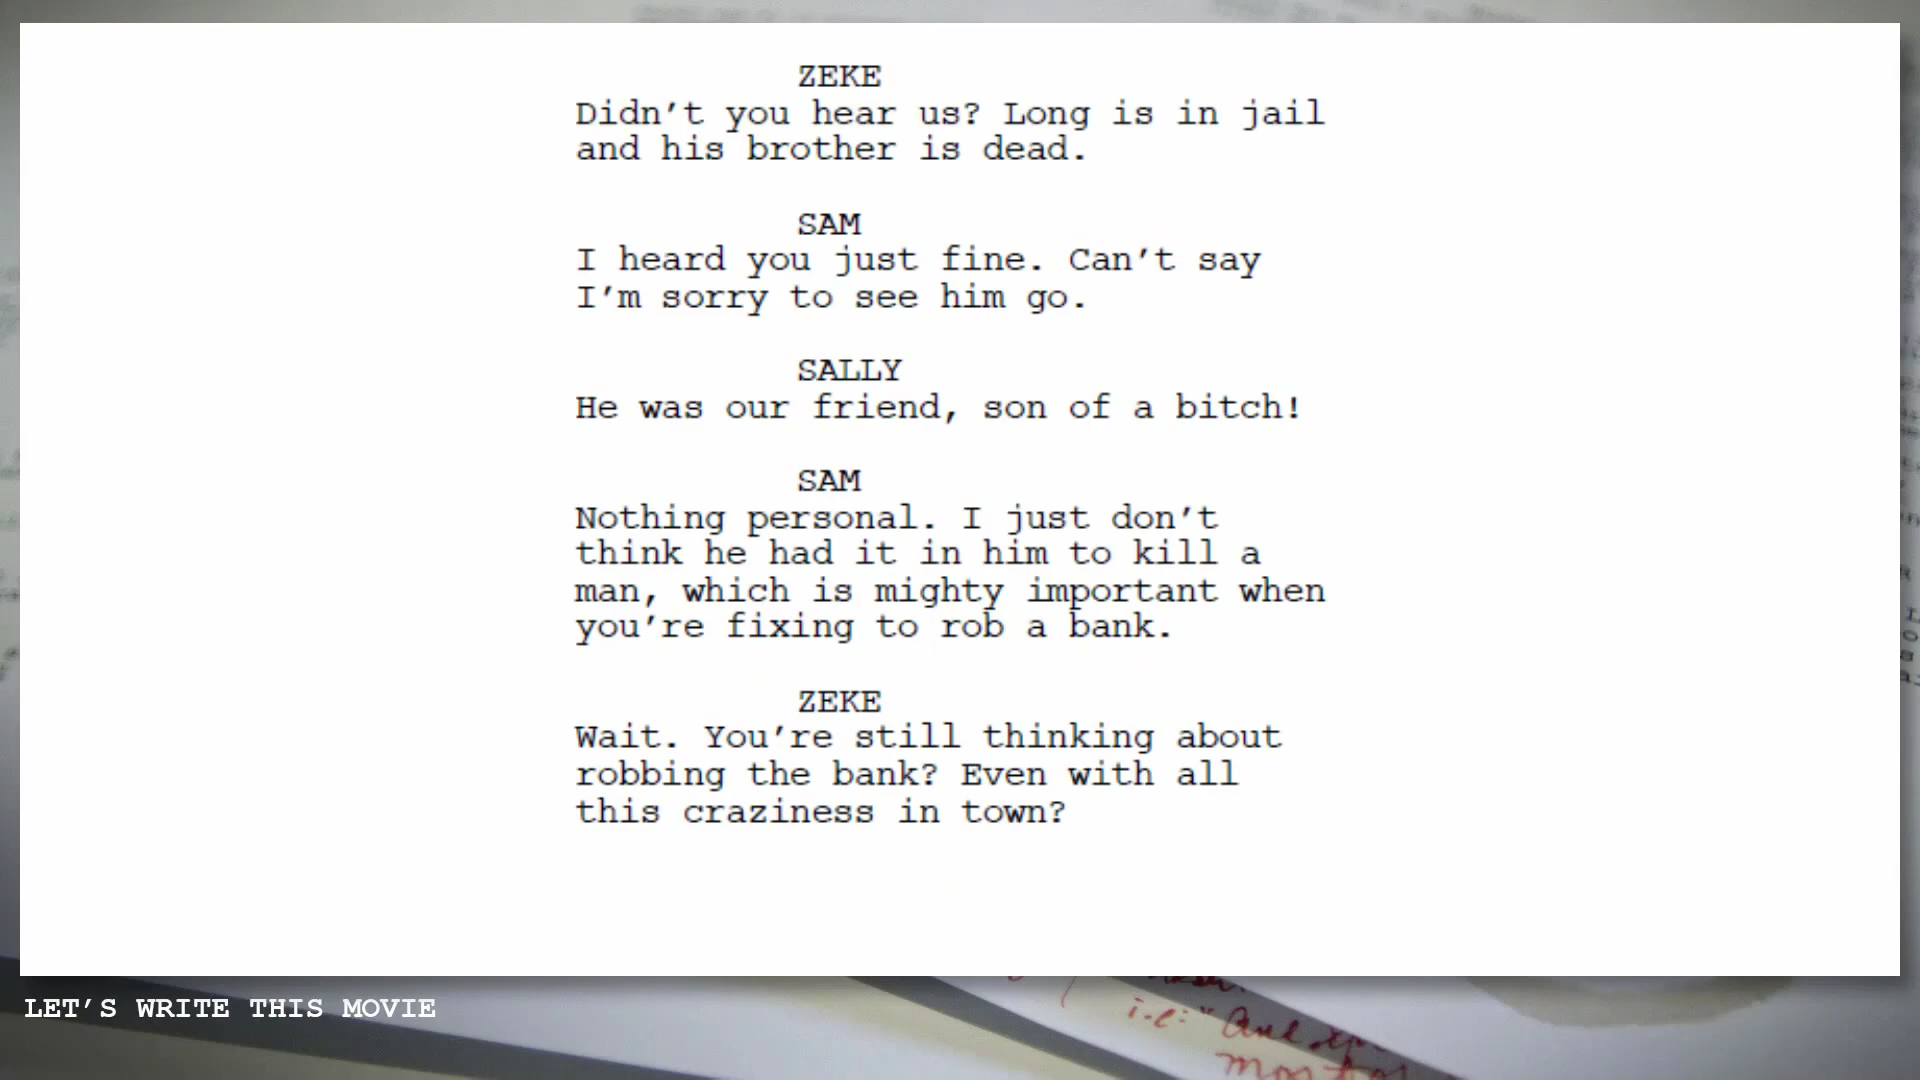 ZEKE
Didn’t you hear us? Long is in jail
and his brother is dead.
SAM
I heard you just fine. Can’t say
I’m sorry to see him go.
SALLY
He was our friend, son of a bitch!
SAM
Nothing personal. I just don’t
think he had it in him to kill a
man, which is mighty important when
you’re fixing to rob a bank.
ZEKE
Wait. You’re still thinking about
robbing the bank? Even with all
this craziness in town?
LET’S WRITE THIS MOVIE
i.e: "And